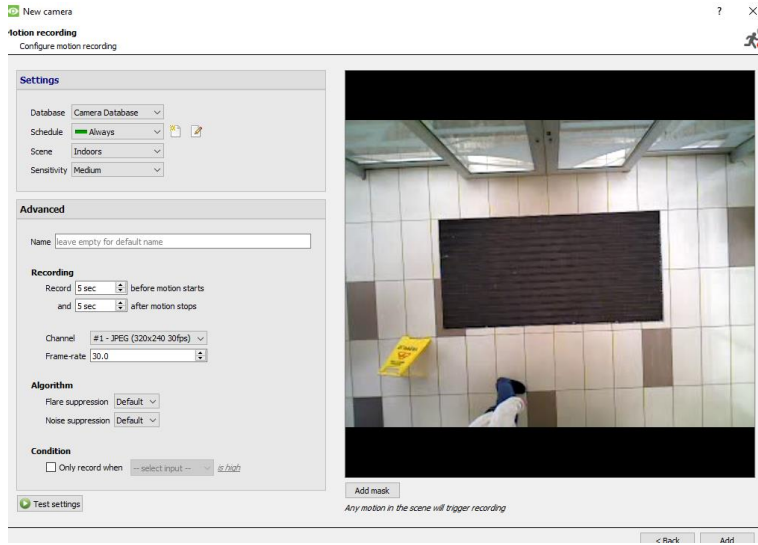 New camera
?
Motion recording
Configure motion recording
Settings
Database Camera Database
Schedule Always
Scene Indoors
Sensitivity Medium
Advanced
Name leave empty for default name
Recording
Record 5 sec before motion starts
and 5 sec after motion stops
Channel #1 - JPEG (320x240 30fps)
Frame-rate 30.0
Algorithm
Flare suppression Default
Noise suppression Default
Condition
Only record when -- select input -- is high
Test settings
Add mask
Any motion in the scene will trigger recording
< Back Add